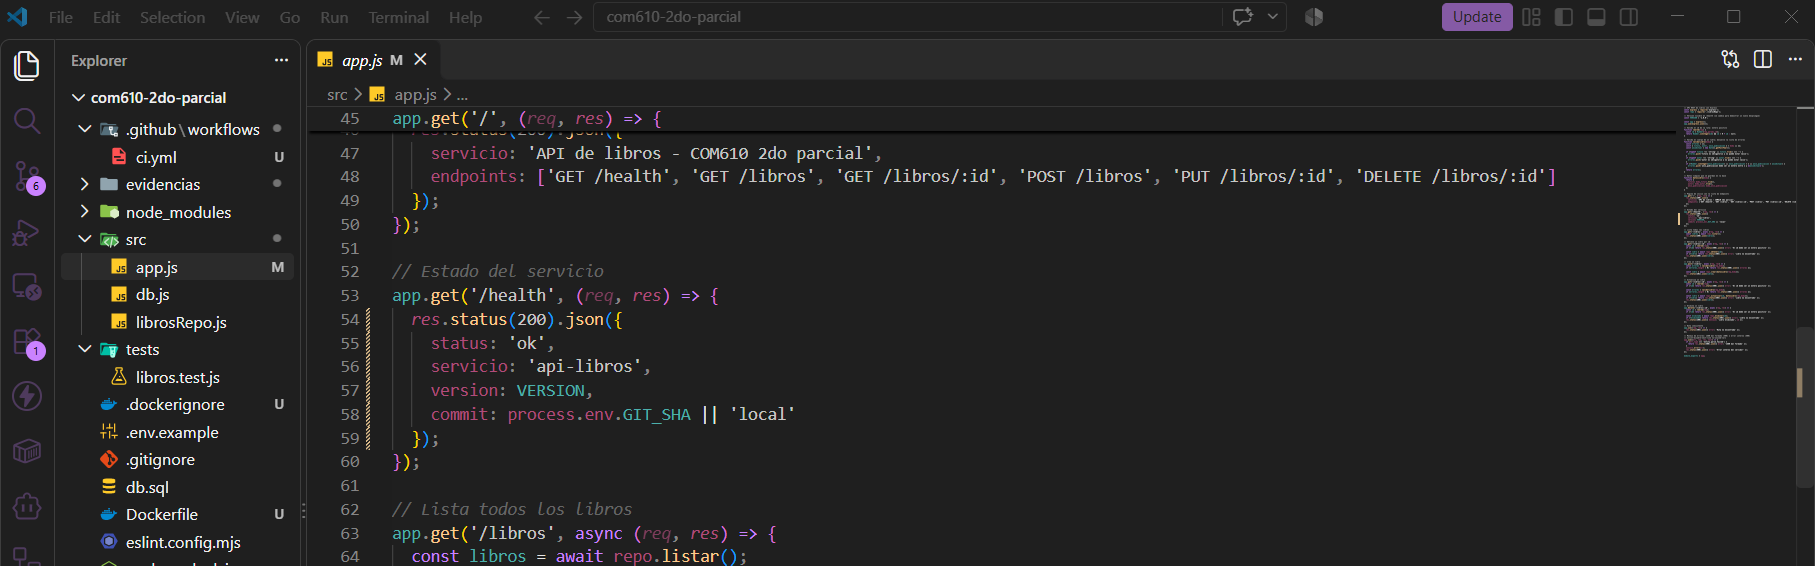 File Edit Selection View Go Run Terminal Help
com610-2do-parcial
Update
Explorer
com610-2do-parcial
.github\workflows
ci.yml U
evidencias
node_modules
src
app.js M
db.js
librosRepo.js
tests
libros.test.js
.dockerignore U
.env.example
.gitignore
db.sql
Dockerfile U
eslint.config.mjs
6
1
app.js M
src > app.js > ...
45 app.get('/', (req, res) => {
res.status(200).json({
47 servicio: 'API de libros - COM610 2do parcial',
48 endpoints: ['GET /health', 'GET /libros', 'GET /libros/:id', 'POST /libros', 'PUT /libros/:id', 'DELETE /libros/:id']
49 });
50 });
51
52 // Estado del servicio
53 app.get('/health', (req, res) => {
54 res.status(200).json({
55 status: 'ok',
56 servicio: 'api-libros',
57 version: VERSION,
58 commit: process.env.GIT_SHA || 'local'
59 });
60 });
61
62 // Lista todos los libros
63 app.get('/libros', async (req, res) => {
64 const libros = await repo.listar();